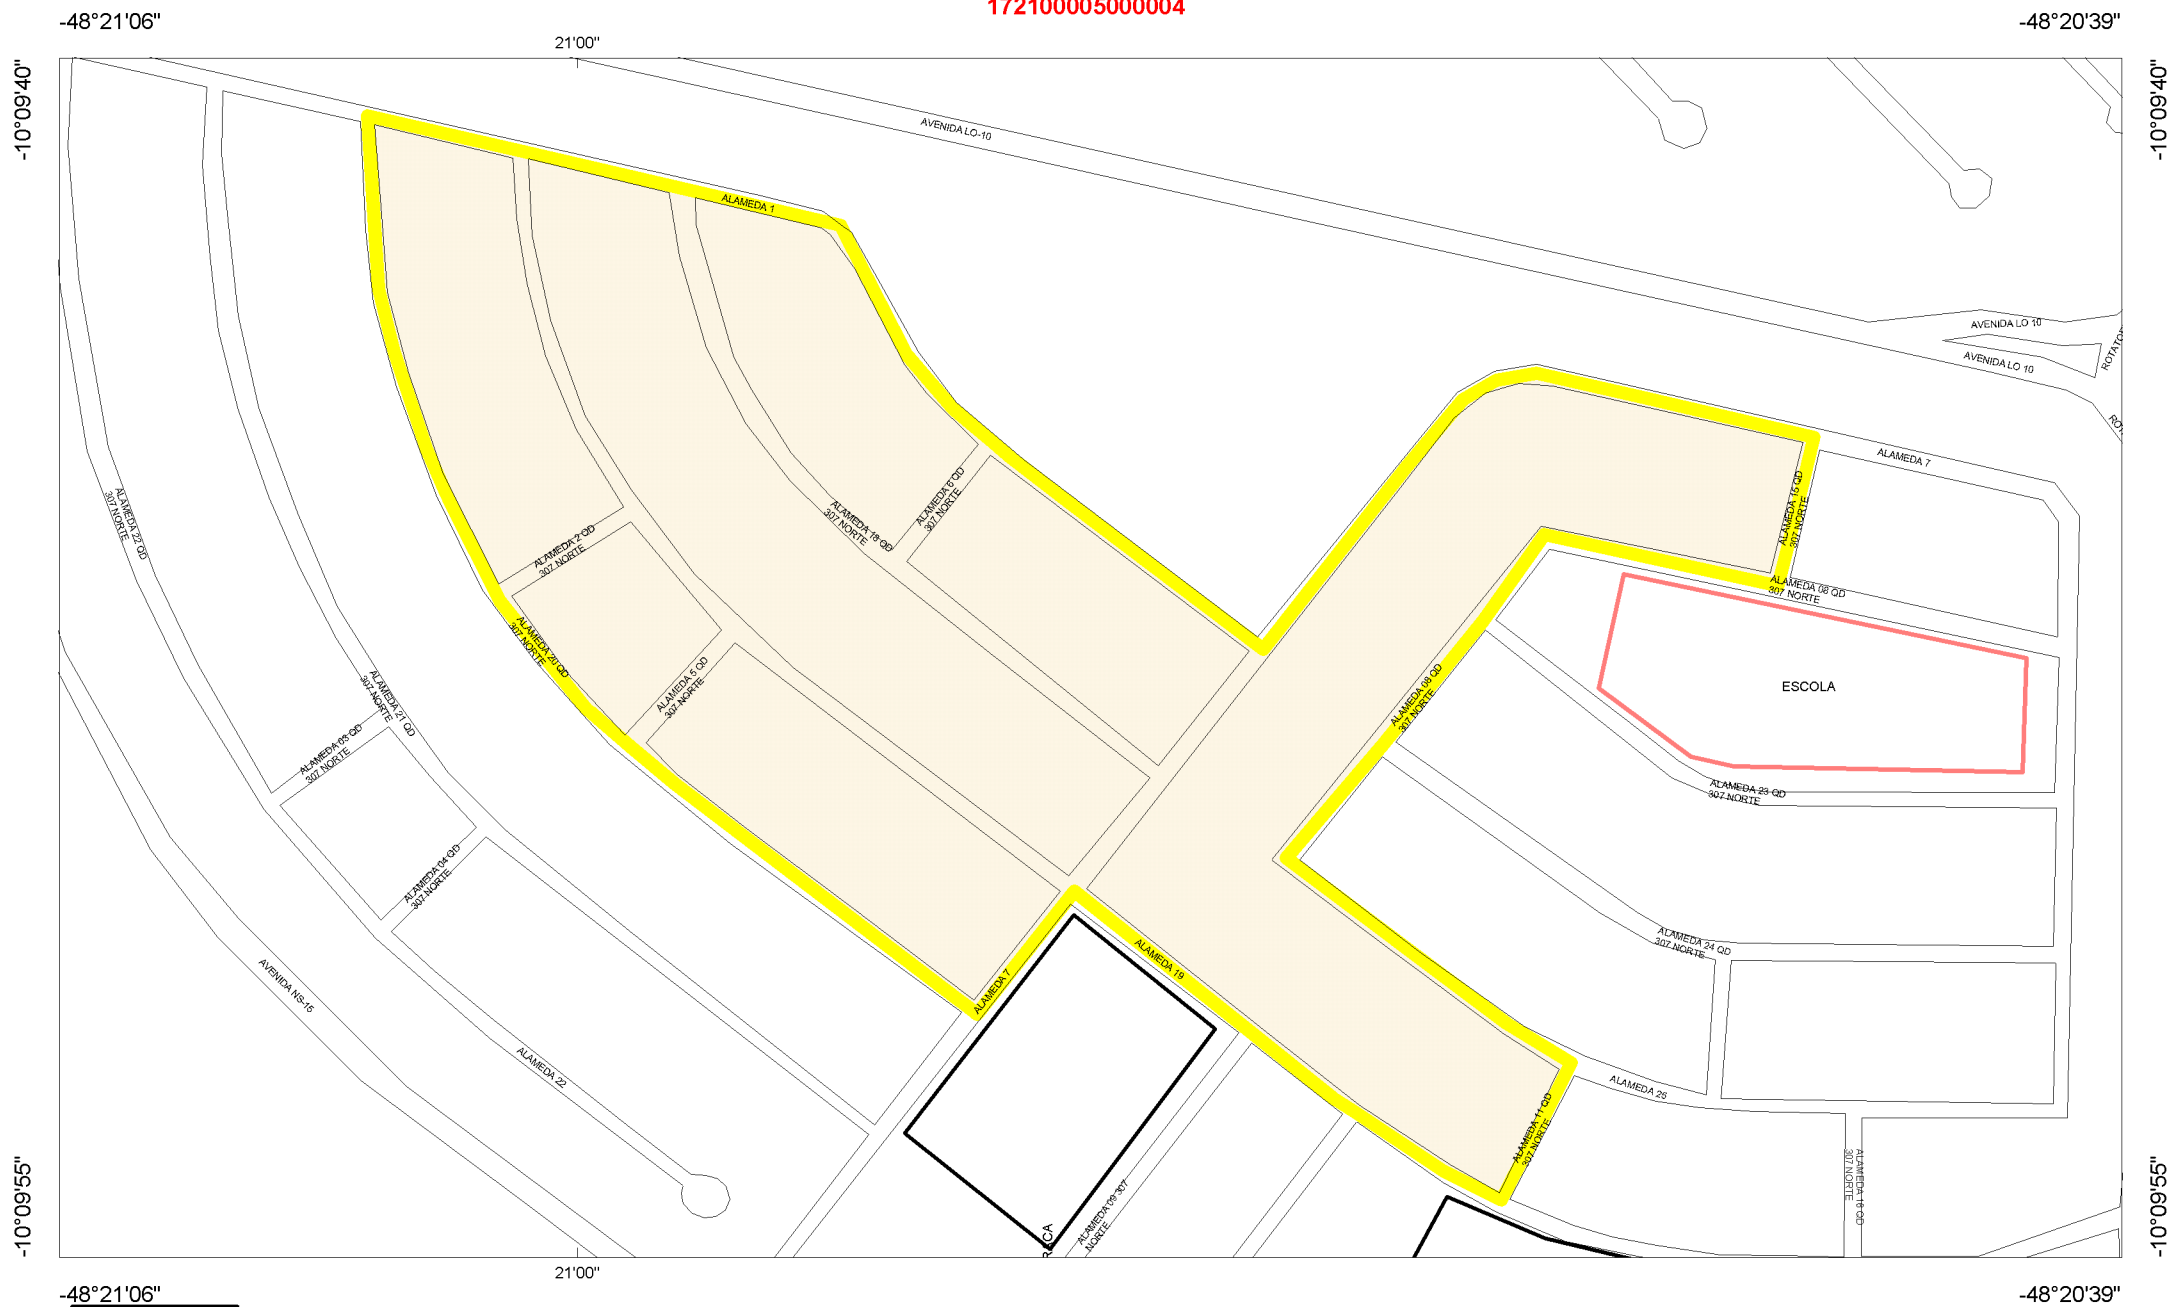 172100005000004
-48°21'06"
-48°20'39"
21'00"
-10°09'40"
-10°09'40"
AVENIDA LO-10
ALAMEDA 1
AVENIDA LO 10
AVENIDA LO 10
ALAMEDA 7
ALAMEDA 15 QD
307 NORTE
ALAMEDA 6 QD
307 NORTE
ALAMEDA 18 QD
307 NORTE
ALAMEDA 22 QD
307 NORTE
ALAMEDA 2 QD
307 NORTE
ALAMEDA 08 QD
307 NORTE
ALAMEDA 20 QD
307 NORTE
ALAMEDA 5 QD
307 NORTE
ESCOLA
ALAMEDA 08 QD
307 NORTE
ALAMEDA 21 QD
307 NORTE
ALAMEDA 03 QD
307 NORTE
ALAMEDA 23 QD
307 NORTE
ALAMEDA 04 QD
307 NORTE
ALAMEDA 24 QD
307 NORTE
ALAMEDA 19
ALAMEDA 7
AVENIDA NS-15
ALAMEDA 22
ALAMEDA 25
ALAMEDA 11 QD
307 NORTE
ALAMEDA 16 QD
307 NORTE
ALAMEDA 09 307
NORTE
-10°09'55"
-10°09'55"
21'00"
-48°21'06"
-48°20'39"